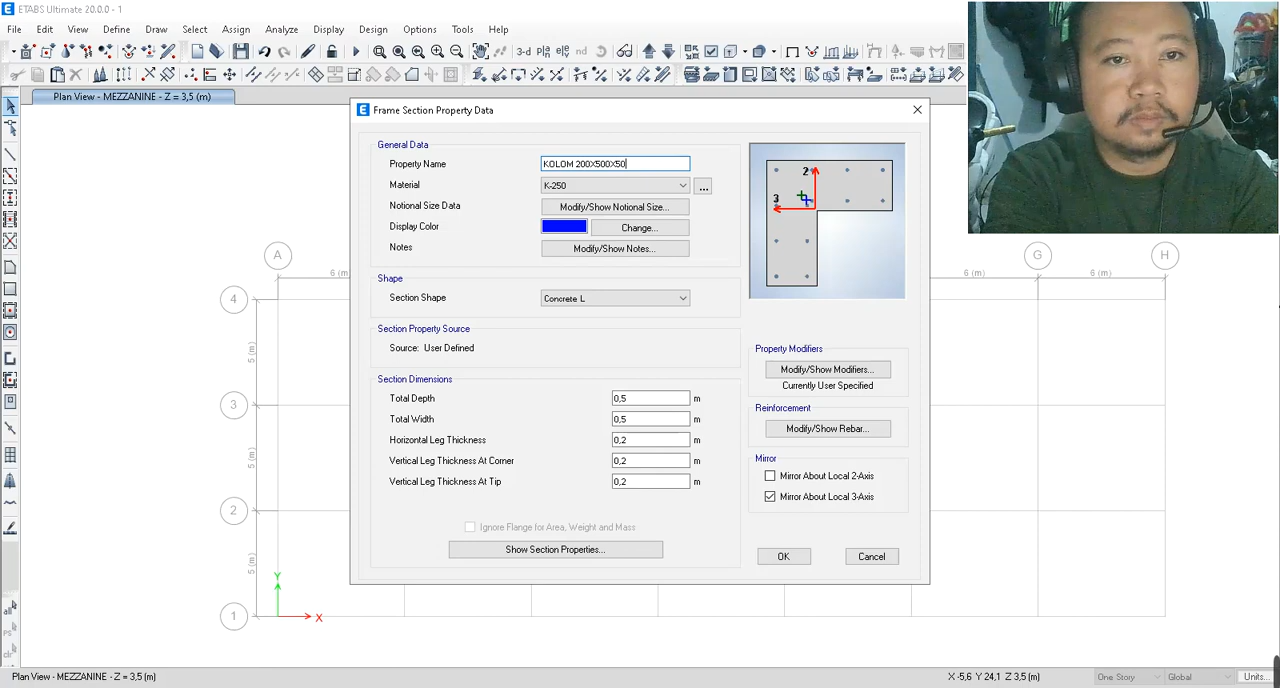 ETABS Ultimate 20.0.0 - 1
File Edit View Define Draw Select Assign Analyze Display Design Options Tools Help
3-d
nd
Plan View - MEZZANINE - Z = 3,5 (m)
Frame Section Property Data
General Data
Property Name KOLOM 200X500X50
Material K-250 ...
Notional Size Data Modify/Show Notional Size...
Display Color Change...
Notes Modify/Show Notes...
Shape
Section Shape Concrete L
Section Property Source
Source: User Defined
Section Dimensions
Total Depth 0,5 m
Total Width 0,5 m
Horizontal Leg Thickness 0,2 m
Vertical Leg Thickness At Corner 0,2 m
Vertical Leg Thickness At Tip 0,2 m
Ignore Flange for Area, Weight and Mass
Show Section Properties...
2
3
Property Modifiers
Modify/Show Modifiers...
Currently User Specified
Reinforcement
Modify/Show Rebar...
Mirror
Mirror About Local 2-Axis
Mirror About Local 3-Axis
OK Cancel
A G H
6 (m) 6 (m) 6 (m)
4
5 (m)
3
5 (m)
2
5 (m)
1
Y
X
Plan View - MEZZANINE - Z = 3,5 (m) X -5,6 Y 24,1 Z 3,5 (m) One Story Global Units...